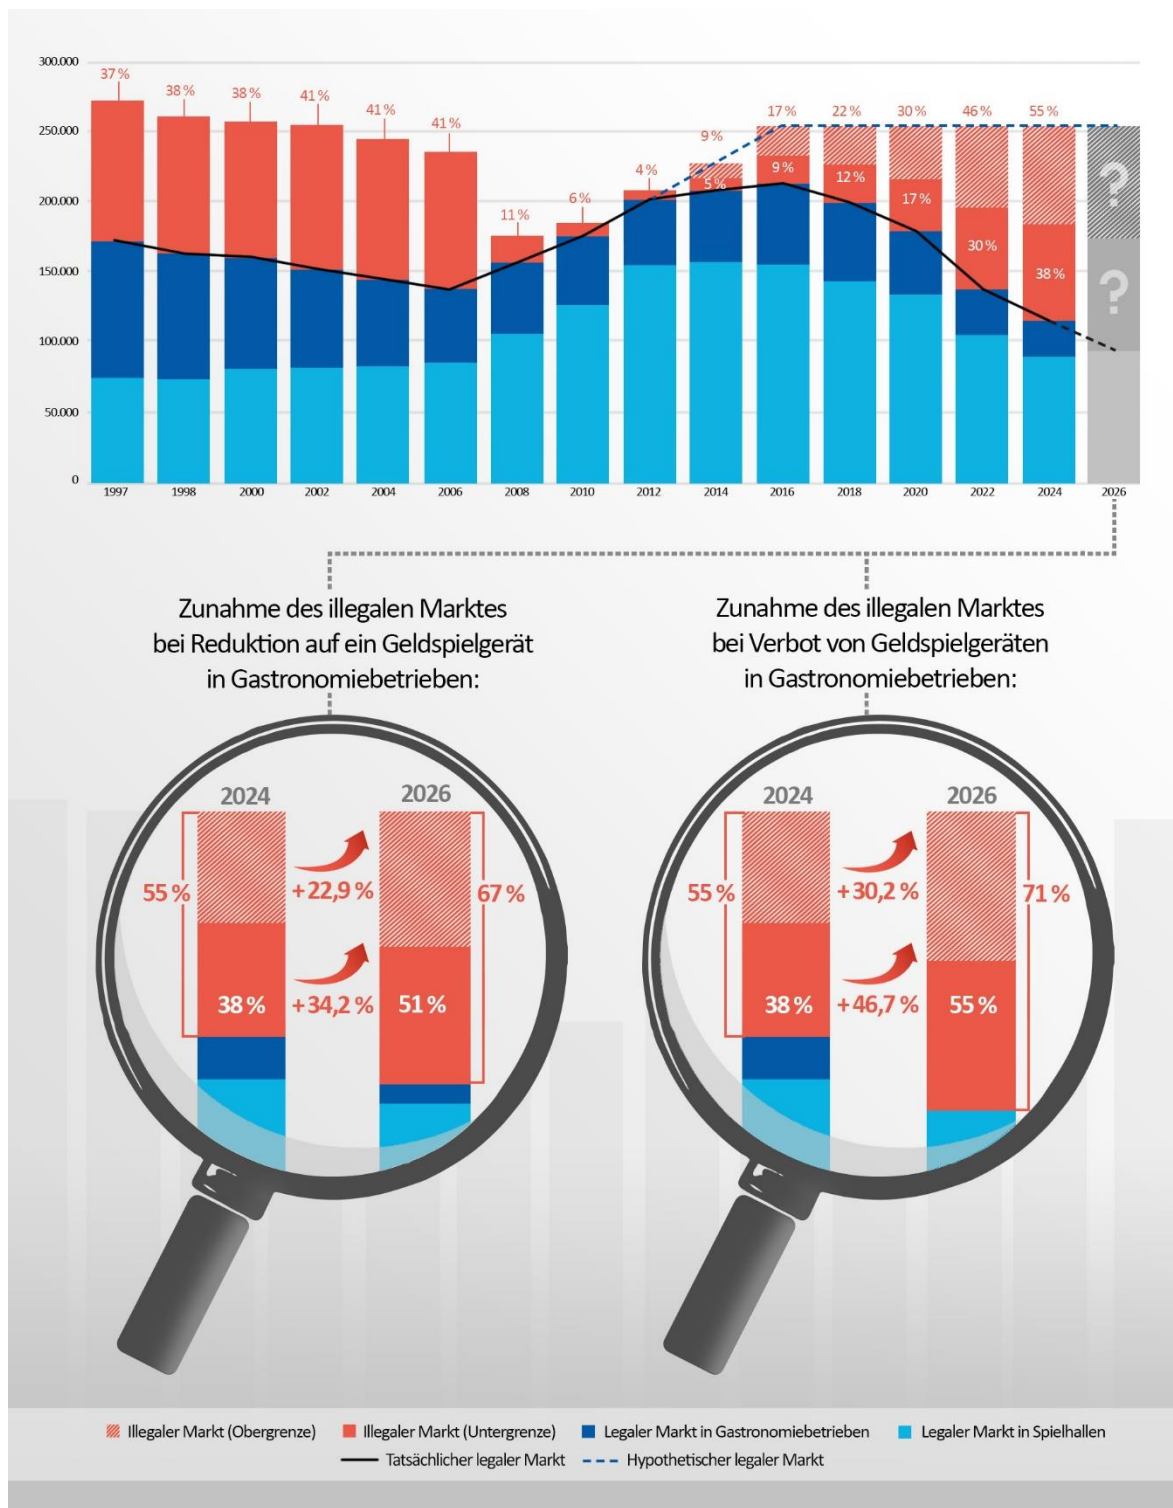 300.000
250.000
200.000
150.000
100.000
50.000
0
37 %
38 %
38 %
41 %
41 %
41 %
11 %
6 %
4 %
9 %
5 %
17 %
9 %
22 %
12 %
30 %
17 %
46 %
30 %
55 %
38 %
?
?
1997 1998 2000 2002 2004 2006 2008 2010 2012 2014 2016 2018 2020 2022 2024 2026
Zunahme des illegalen Marktes
bei Reduktion auf ein Geldspielgerät
in Gastronomiebetrieben:
2024 2026
55 % +22,9 % 67 %
38 % +34,2 % 51 %
Zunahme des illegalen Marktes
bei Verbot von Geldspielgeräten
in Gastronomiebetrieben:
2024 2026
55 % +30,2 % 71 %
38 % +46,7 % 55 %
Illegaler Markt (Obergrenze) Illegaler Markt (Untergrenze) Legaler Markt in Gastronomiebetrieben Legaler Markt in Spielhallen
Tatsächlicher legaler Markt Hypothetischer legaler Markt